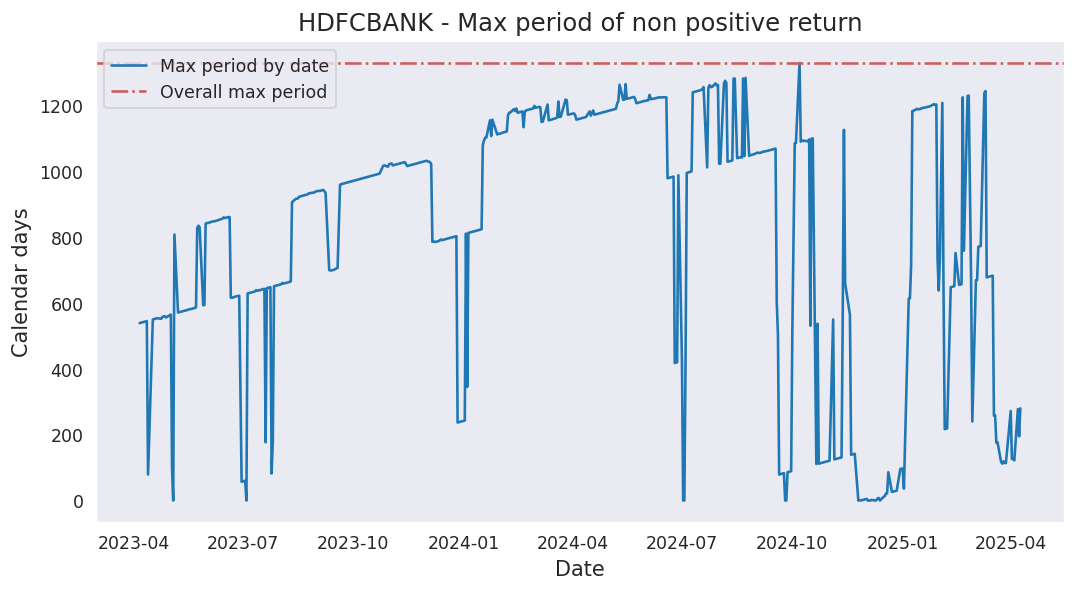 HDFCBANK - Max period of non positive return
Max period by date
Overall max period
Calendar days
1200
1000
800
600
400
200
0
2023-04 2023-07 2023-10 2024-01 2024-04 2024-07 2024-10 2025-01 2025-04
Date